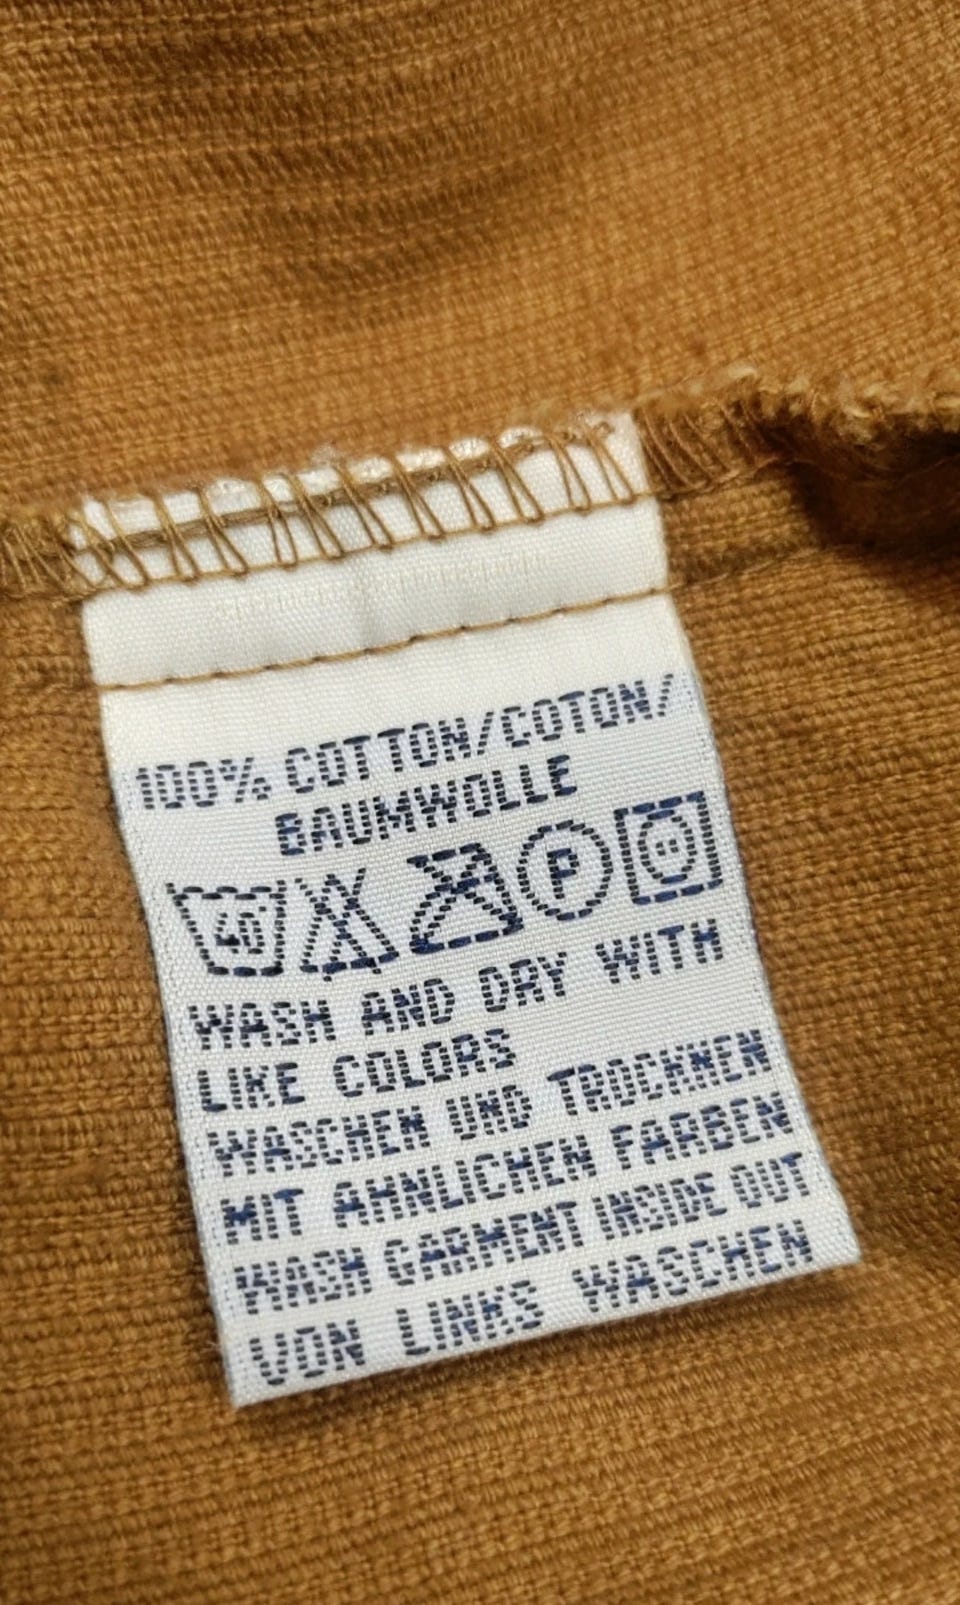 100% COTTON/COTON/
BAUMWOLLE
40° P
WASH AND DRY WITH
LIKE COLORS
WASCHEN UND TROCKNEN
MIT AHNLICHEN FARBEN
WASH GARMENT INSIDE OUT
VON LINKS WASCHEN